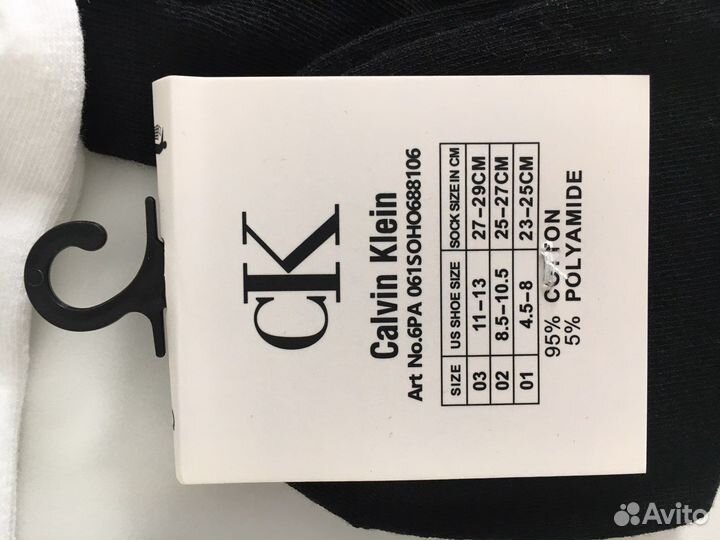 CK
Calvin Klein
Art No.6PA 061SOHO688106
SIZE US SHOE SIZE SOCK SIZE IN CM
03 11-13 27-29CM
02 8.5-10.5 25-27CM
01 4.5-8 23-25CM
95% COTTON
5% POLYAMIDE
Avito